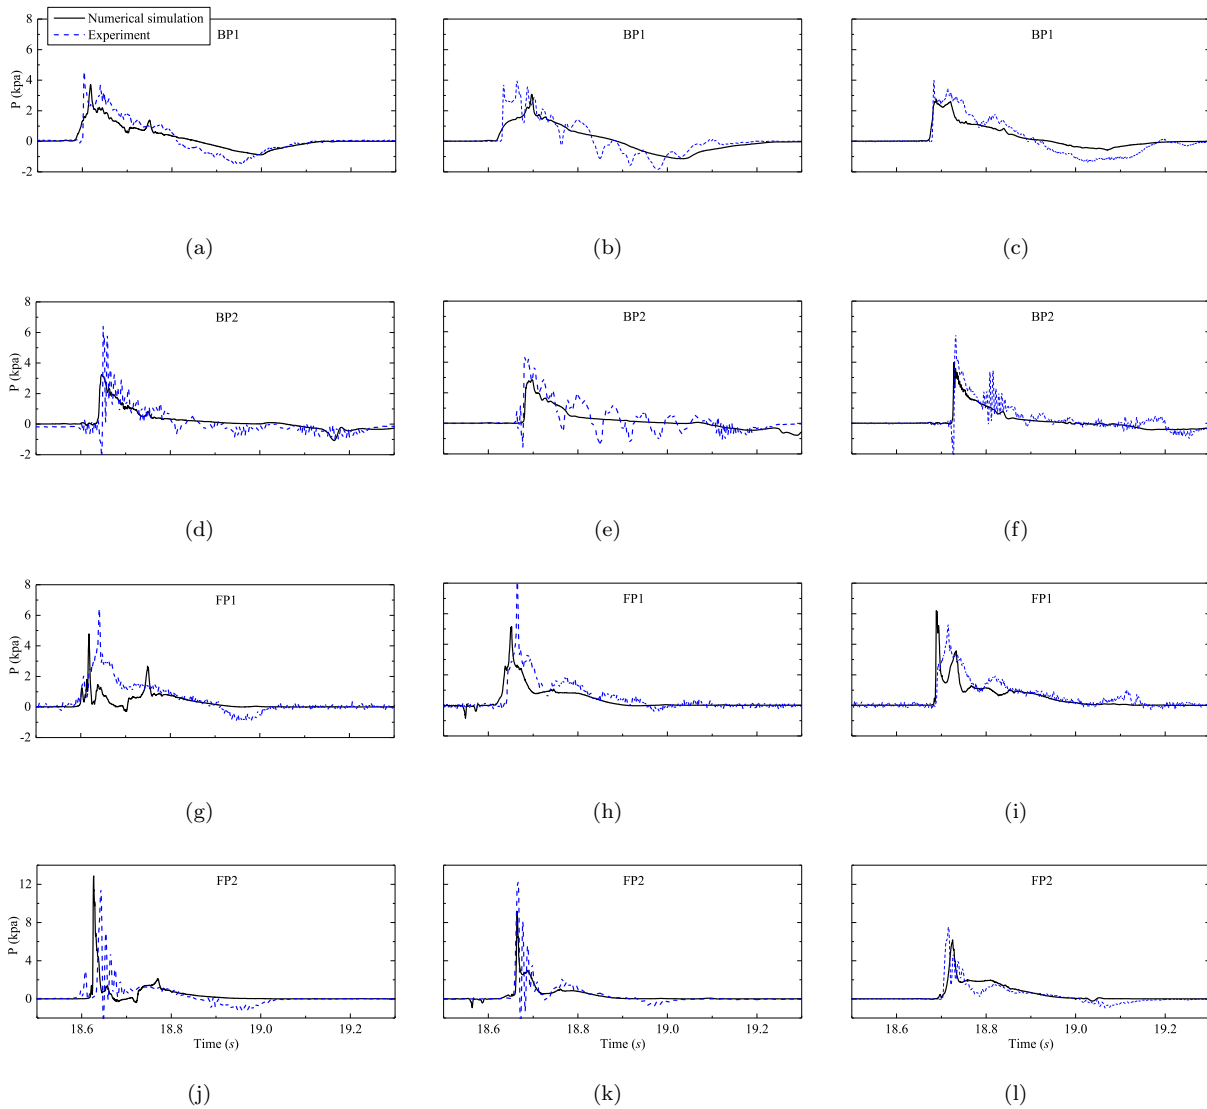 Numerical simulation
Experiment
BP1
BP1
BP1
P (kpa)
8
6
4
2
0
-2
(a)
(b)
(c)
BP2
BP2
BP2
P (kpa)
8
6
4
2
0
-2
(d)
(e)
(f)
FP1
FP1
FP1
P (kpa)
8
6
4
2
0
-2
(g)
(h)
(i)
FP2
FP2
FP2
P (kpa)
12
8
4
0
18.6 18.8 19.0 19.2
18.6 18.8 19.0 19.2
18.6 18.8 19.0 19.2
Time (s)
Time (s)
Time (s)
(j)
(k)
(l)